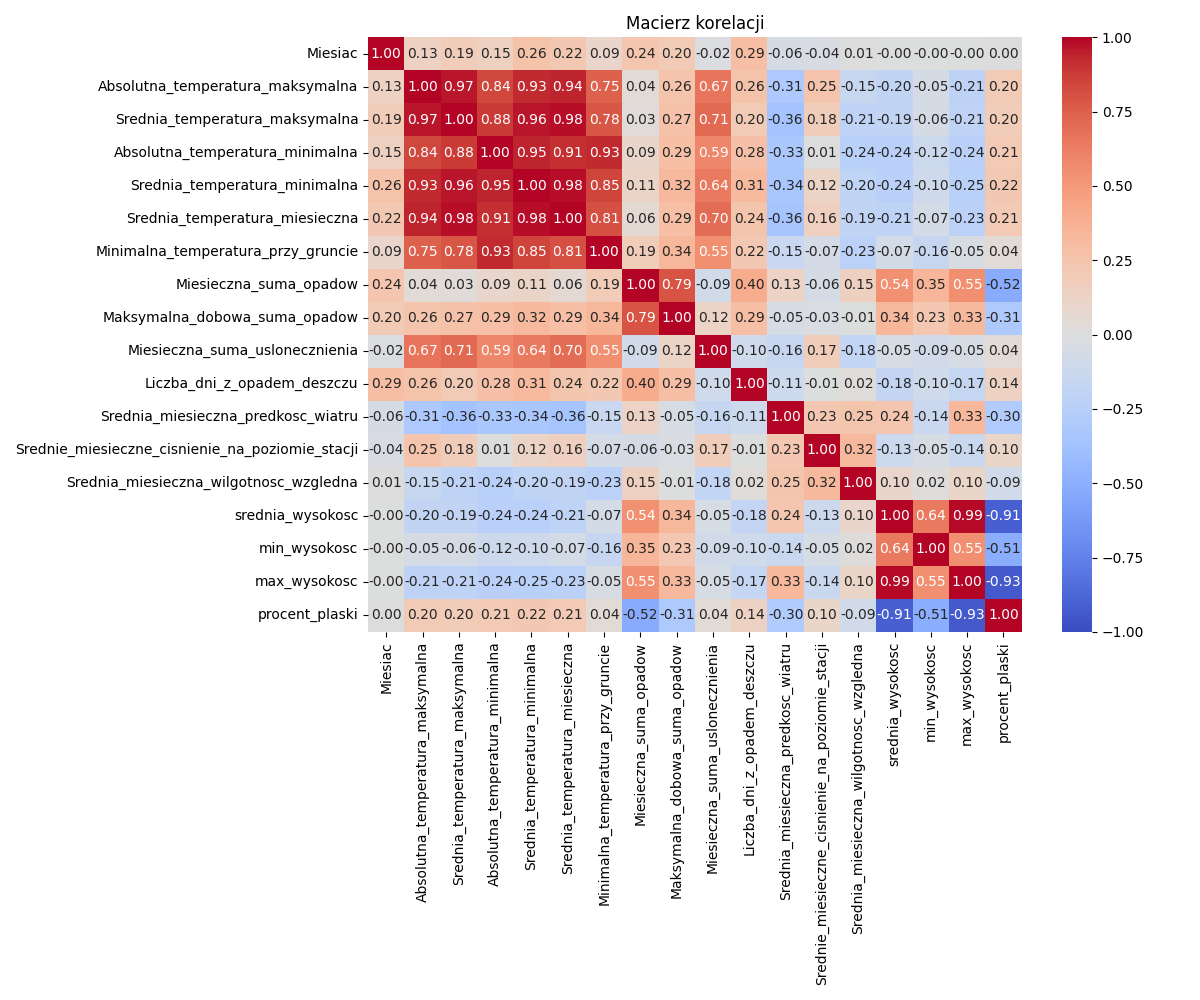 Macierz korelacji
Miesiac 1.00 0.13 0.19 0.15 0.26 0.22 0.09 0.24 0.20 -0.02 0.29 -0.06 -0.04 0.01 -0.00 -0.00 -0.00 0.00
Absolutna_temperatura_maksymalna 0.13 1.00 0.97 0.84 0.93 0.94 0.75 0.04 0.26 0.67 0.26 -0.31 0.25 -0.15 -0.20 -0.05 -0.21 0.20
Srednia_temperatura_maksymalna 0.19 0.97 1.00 0.88 0.96 0.98 0.78 0.03 0.27 0.71 0.20 -0.36 0.18 -0.21 -0.19 -0.06 -0.21 0.20
Absolutna_temperatura_minimalna 0.15 0.84 0.88 1.00 0.95 0.91 0.93 0.09 0.29 0.59 0.28 -0.33 0.01 -0.24 -0.24 -0.12 -0.24 0.21
Srednia_temperatura_minimalna 0.26 0.93 0.96 0.95 1.00 0.98 0.85 0.11 0.32 0.64 0.31 -0.34 0.12 -0.20 -0.24 -0.10 -0.25 0.22
Srednia_temperatura_miesieczna 0.22 0.94 0.98 0.91 0.98 1.00 0.81 0.06 0.29 0.70 0.24 -0.36 0.16 -0.19 -0.21 -0.07 -0.23 0.21
Minimalna_temperatura_przy_gruncie 0.09 0.75 0.78 0.93 0.85 0.81 1.00 0.19 0.34 0.55 0.22 -0.15 -0.07 -0.23 -0.07 -0.16 -0.05 0.04
Miesieczna_suma_opadow 0.24 0.04 0.03 0.09 0.11 0.06 0.19 1.00 0.79 -0.09 0.40 0.13 -0.06 0.15 0.54 0.35 0.55 -0.52
Maksymalna_dobowa_suma_opadow 0.20 0.26 0.27 0.29 0.32 0.29 0.34 0.79 1.00 0.12 0.29 -0.05 -0.03 -0.01 0.34 0.23 0.33 -0.31
Miesieczna_suma_uslonecznienia -0.02 0.67 0.71 0.59 0.64 0.70 0.55 -0.09 0.12 1.00 -0.10 -0.16 0.17 -0.18 -0.05 -0.09 -0.05 0.04
Liczba_dni_z_opadem_deszczu 0.29 0.26 0.20 0.28 0.31 0.24 0.22 0.40 0.29 -0.10 1.00 -0.11 -0.01 0.02 -0.18 -0.10 -0.17 0.14
Srednia_miesieczna_predkosc_wiatru -0.06 -0.31 -0.36 -0.33 -0.34 -0.36 -0.15 0.13 -0.05 -0.16 -0.11 1.00 0.23 0.25 0.24 -0.14 0.33 -0.30
Srednie_miesieczne_cisnienie_na_poziomie_stacji -0.04 0.25 0.18 0.01 0.12 0.16 -0.07 -0.06 -0.03 0.17 -0.01 0.23 1.00 0.32 -0.13 -0.05 -0.14 0.10
Srednia_miesieczna_wilgotnosc_wzgledna 0.01 -0.15 -0.21 -0.24 -0.20 -0.19 -0.23 0.15 -0.01 -0.18 0.02 0.25 0.32 1.00 0.10 0.02 0.10 -0.09
srednia_wysokosc -0.00 -0.20 -0.19 -0.24 -0.24 -0.21 -0.07 0.54 0.34 -0.05 -0.18 0.24 -0.13 0.10 1.00 0.64 0.99 -0.91
min_wysokosc -0.00 -0.05 -0.06 -0.12 -0.10 -0.07 -0.16 0.35 0.23 -0.09 -0.10 -0.14 -0.05 0.02 0.64 1.00 0.55 -0.51
max_wysokosc -0.00 -0.21 -0.21 -0.24 -0.25 -0.23 -0.05 0.55 0.33 -0.05 -0.17 0.33 -0.14 0.10 0.99 0.55 1.00 -0.93
procent_plaski 0.00 0.20 0.20 0.21 0.22 0.21 0.04 -0.52 -0.31 0.04 0.14 -0.30 0.10 -0.09 -0.91 -0.51 -0.93 1.00
Miesiac
Absolutna_temperatura_maksymalna
Srednia_temperatura_maksymalna
Absolutna_temperatura_minimalna
Srednia_temperatura_minimalna
Srednia_temperatura_miesieczna
Minimalna_temperatura_przy_gruncie
Miesieczna_suma_opadow
Maksymalna_dobowa_suma_opadow
Miesieczna_suma_uslonecznienia
Liczba_dni_z_opadem_deszczu
Srednia_miesieczna_predkosc_wiatru
Srednie_miesieczne_cisnienie_na_poziomie_stacji
Srednia_miesieczna_wilgotnosc_wzgledna
srednia_wysokosc
min_wysokosc
max_wysokosc
procent_plaski
1.00
0.75
0.50
0.25
0.00
−0.25
−0.50
−0.75
−1.00